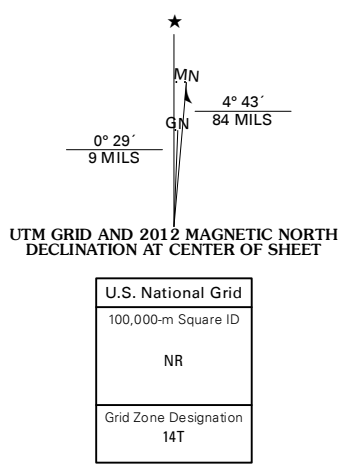 ★
MN
4° 43´
84 MILS
GN
0° 29´
9 MILS
UTM GRID AND 2012 MAGNETIC NORTH
DECLINATION AT CENTER OF SHEET
U.S. National Grid
100,000-m Square ID
NR
Grid Zone Designation
14T